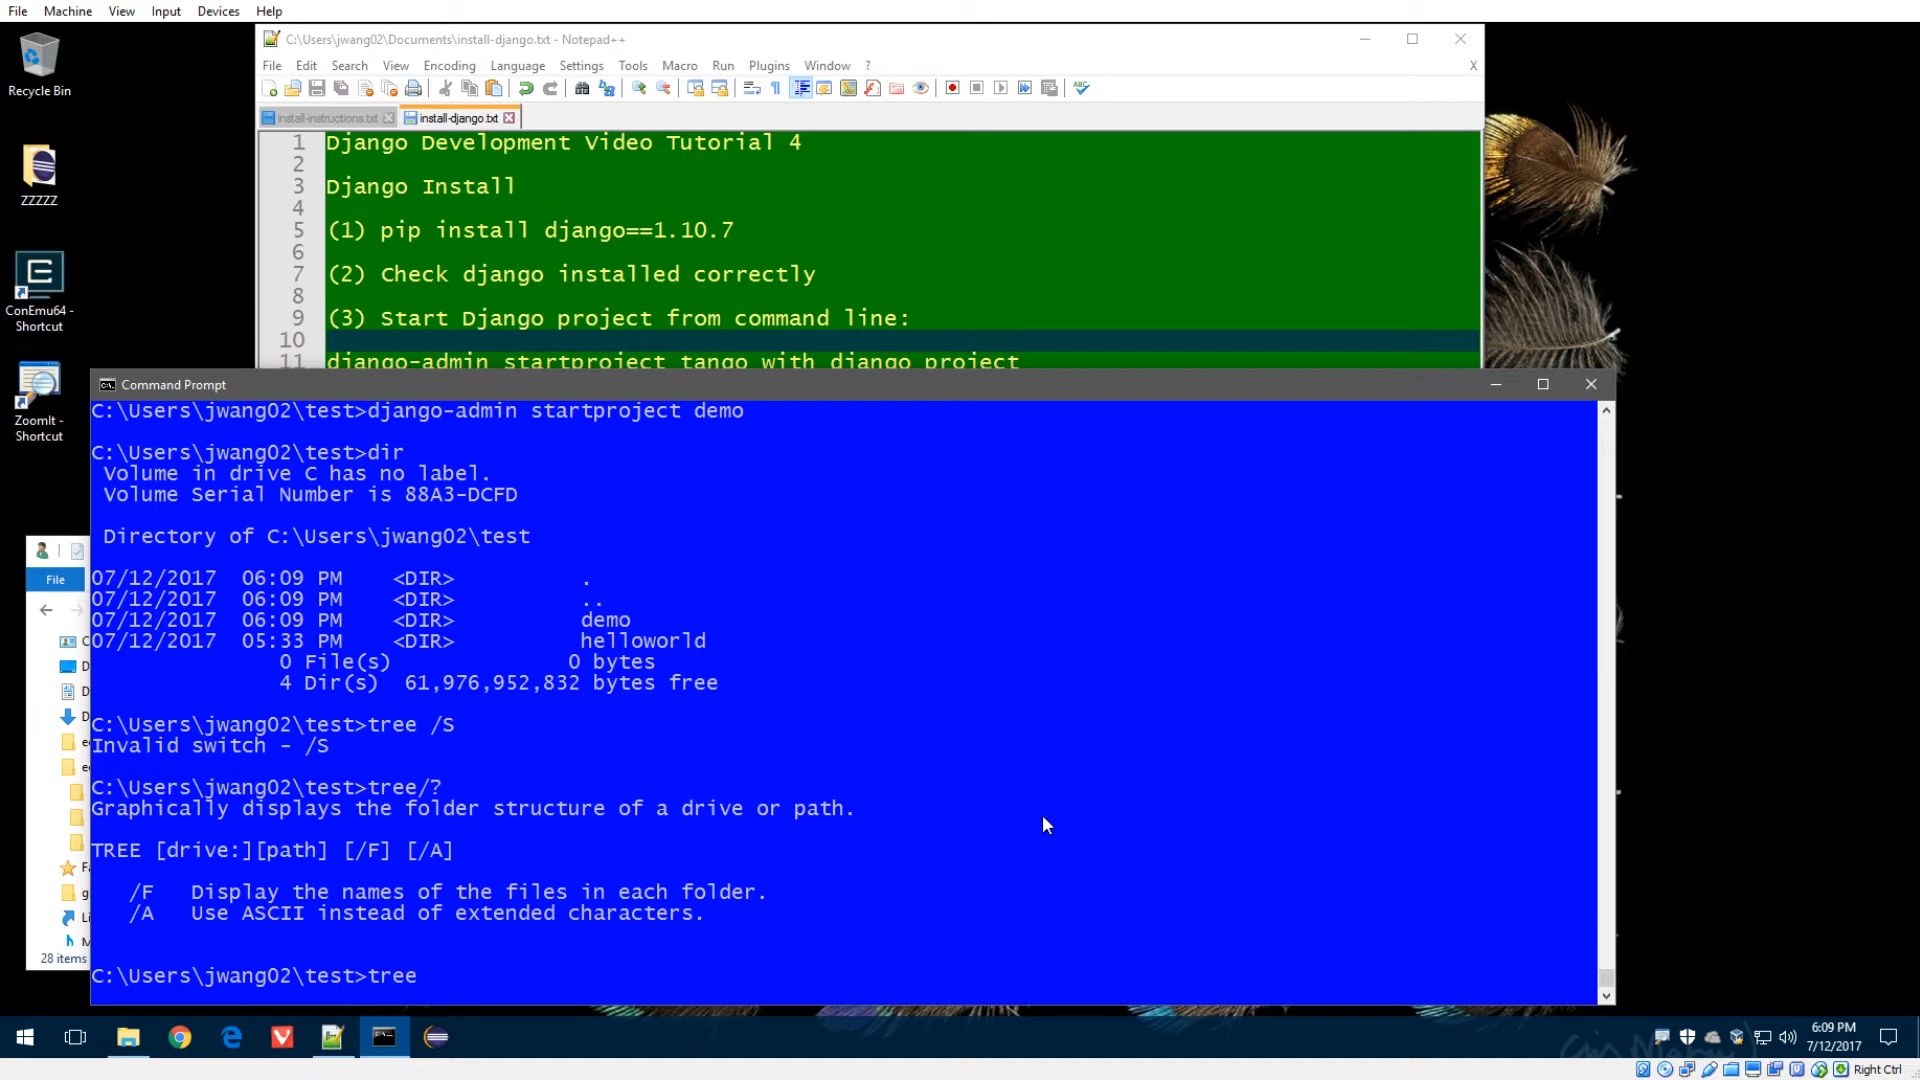 File Machine View Input Devices Help
Recycle Bin
ZZZZZ
ConEmu64 -
Shortcut
ZoomIt -
Shortcut
C:\Users\jwang02\Documents\install-django.txt - Notepad++
File Edit Search View Encoding Language Settings Tools Macro Run Plugins Window ? X
install-instructions.txt install-django.txt
1 Django Development Video Tutorial 4
2
3 Django Install
4
5 (1) pip install django==1.10.7
6
7 (2) Check django installed correctly
8
9 (3) Start Django project from command line:
10
11 django-admin startproject tango_with_django_project
Command Prompt
C:\Users\jwang02\test>django-admin startproject demo
C:\Users\jwang02\test>dir
Volume in drive C has no label.
Volume Serial Number is 88A3-DCFD
Directory of C:\Users\jwang02\test
07/12/2017 06:09 PM <DIR> .
07/12/2017 06:09 PM <DIR> ..
07/12/2017 06:09 PM <DIR> demo
07/12/2017 05:33 PM <DIR> helloworld
0 File(s) 0 bytes
4 Dir(s) 61,976,952,832 bytes free
C:\Users\jwang02\test>tree /S
Invalid switch - /S
C:\Users\jwang02\test>tree/?
Graphically displays the folder structure of a drive or path.
TREE [drive:][path] [/F] [/A]
/F Display the names of the files in each folder.
/A Use ASCII instead of extended characters.
C:\Users\jwang02\test>tree
File
28 items
6:09 PM
7/12/2017
Right Ctrl